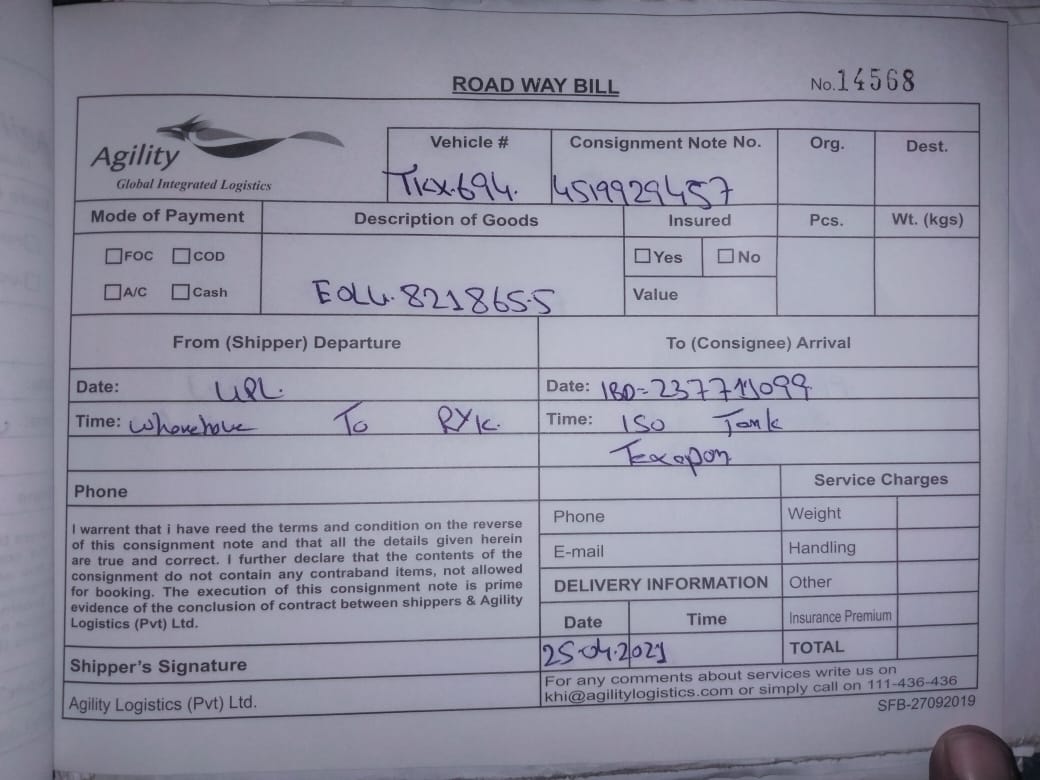 ROAD WAY BILL
No. 14568
Agility
Global Integrated Logistics
Vehicle #
TKX.694.
Consignment Note No.
4519929457
Org.
Dest.
Mode of Payment
Description of Goods
Insured
Pcs.
Wt. (kgs)
FOC COD
A/C Cash
EOLU.821865.5
Yes No
Value
From (Shipper) Departure
To (Consignee) Arrival
Date: UPL.
Date: IBD=
Time: To RYK.
Time: ISO Tank
Texapon
Phone
Service Charges
I warrent that i have reed the terms and condition on the reverse
of this consignment note and that all the details given herein
are true and correct. I further declare that the contents of the
consignment do not contain any contraband items, not allowed
for booking. The execution of this consignment note is prime
evidence of the conclusion of contract between shippers & Agility
Logistics (Pvt) Ltd.
Phone
Weight
E-mail
Handling
DELIVERY INFORMATION
Other
Date
Time
Insurance Premium
25-04.2021
TOTAL
Shipper's Signature
Agility Logistics (Pvt) Ltd.
For any comments about services write us on
khi@agilitylogistics.com or simply call on 111-436-436
SFB-27092019